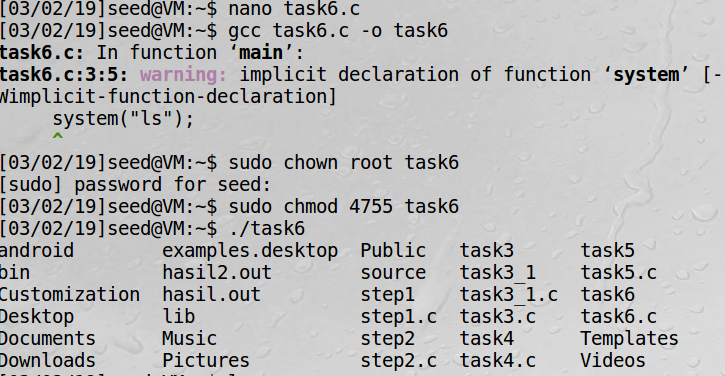 [03/02/19]seed@VM:~$ nano task6.c
[03/02/19]seed@VM:~$ gcc task6.c -o task6
task6.c: In function ‘main’:
task6.c:3:5: warning: implicit declaration of function ‘system’ [-
Wimplicit-function-declaration]
     system("ls");
     ^
[03/02/19]seed@VM:~$ sudo chown root task6
[sudo] password for seed:
[03/02/19]seed@VM:~$ sudo chmod 4755 task6
[03/02/19]seed@VM:~$ ./task6
android        examples.desktop  Public   task3      task5
bin            hasil2.out        source   task3_1    task5.c
Customization  hasil.out         step1    task3_1.c  task6
Desktop        lib               step1.c  task3.c    task6.c
Documents      Music             step2    task4      Templates
Downloads      Pictures          step2.c  task4.c    Videos